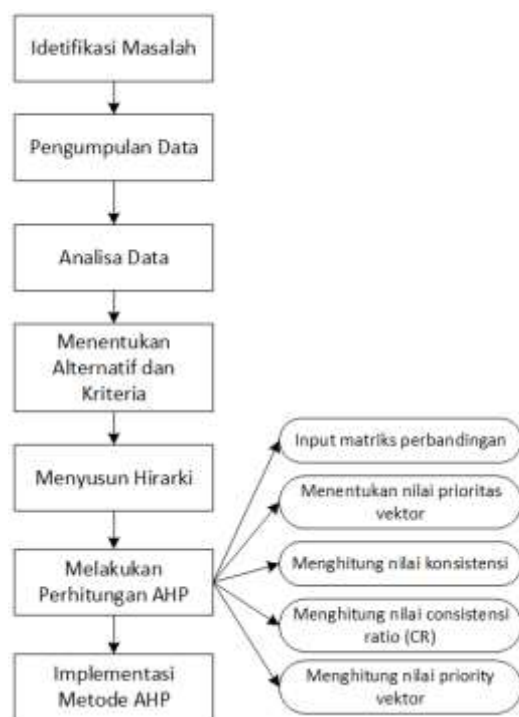 Idetifikasi Masalah
Pengumpulan Data
Analisa Data
Menentukan
Alternatif dan
Kriteria
Menyusun Hirarki
Melakukan
Perhitungan AHP
Implementasi
Metode AHP
Input matriks perbandingan
Menentukan nilai prioritas
vektor
Menghitung nilai konsistensi
Menghitung nilai consistensi
ratio (CR)
Menghitung nilai priority
vektor